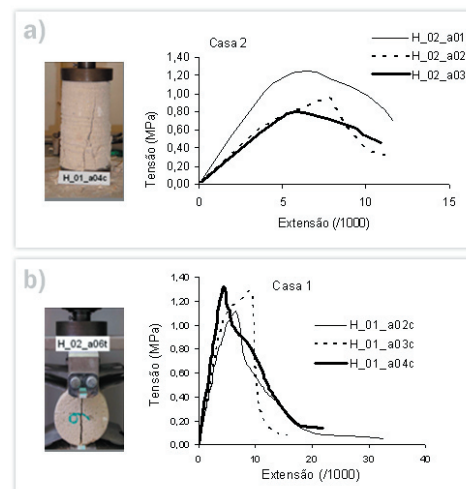 a)
H_01_a04c
Casa 2
H_02_a01
H_02_a02
H_02_a03
Tensão (MPa)
1,40
1,20
1,00
0,80
0,60
0,40
0,20
0,00
0 5 10 15
Extensão (/1000)
b)
H_02_a06t
Casa 1
H_01_a02c
H_01_a03c
H_01_a04c
Tensão (MPa)
1,40
1,20
1,00
0,80
0,60
0,40
0,20
0,00
0 10 20 30 40
Extensão (/1000)